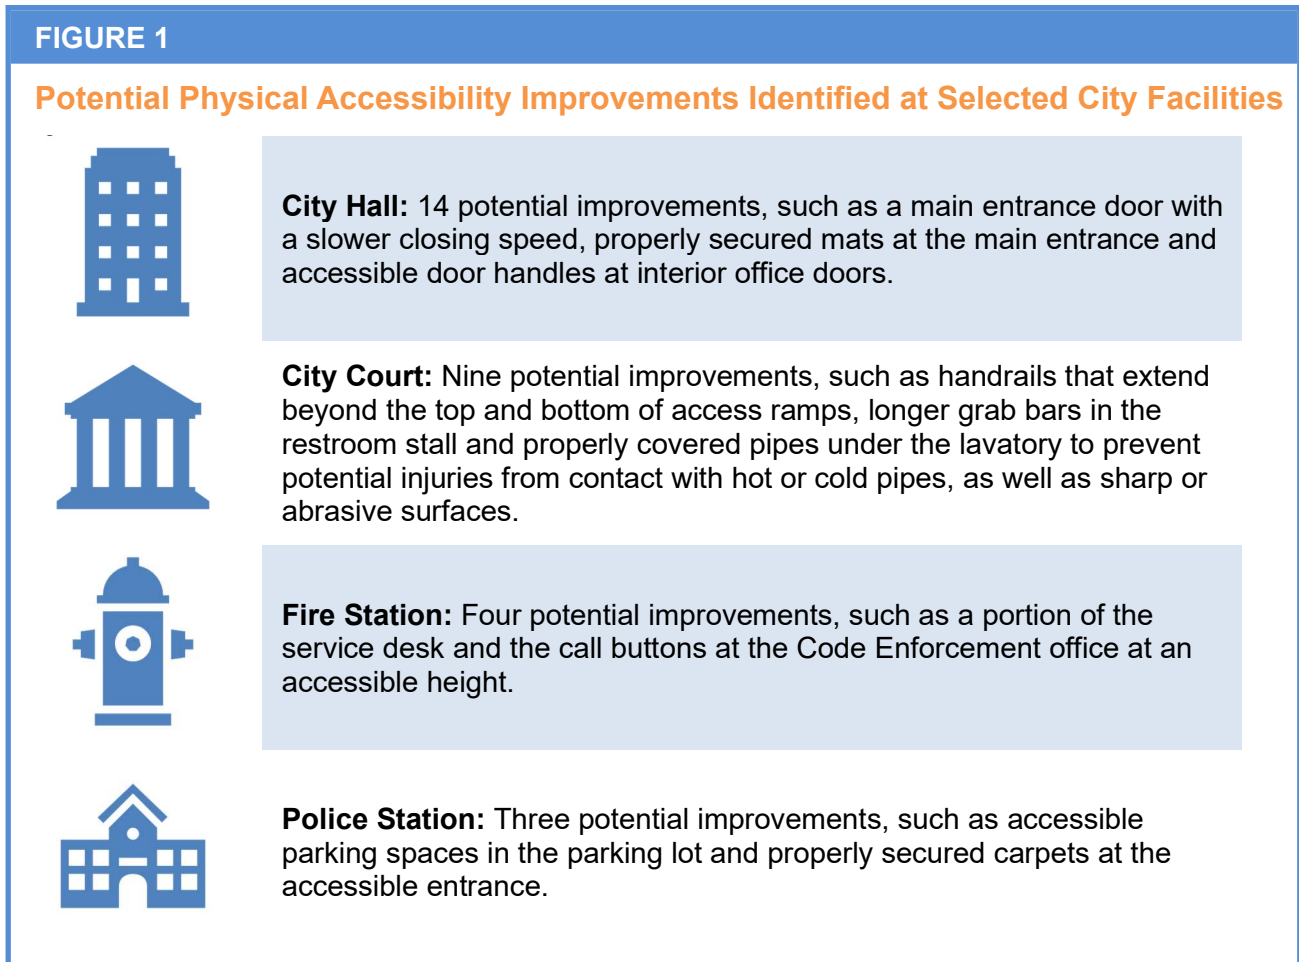 FIGURE 1
Potential Physical Accessibility Improvements Identified at Selected City Facilities
City Hall: 14 potential improvements, such as a main entrance door with
a slower closing speed, properly secured mats at the main entrance and
accessible door handles at interior office doors.
City Court: Nine potential improvements, such as handrails that extend
beyond the top and bottom of access ramps, longer grab bars in the
restroom stall and properly covered pipes under the lavatory to prevent
potential injuries from contact with hot or cold pipes, as well as sharp or
abrasive surfaces.
Fire Station: Four potential improvements, such as a portion of the
service desk and the call buttons at the Code Enforcement office at an
accessible height.
Police Station: Three potential improvements, such as accessible
parking spaces in the parking lot and properly secured carpets at the
accessible entrance.